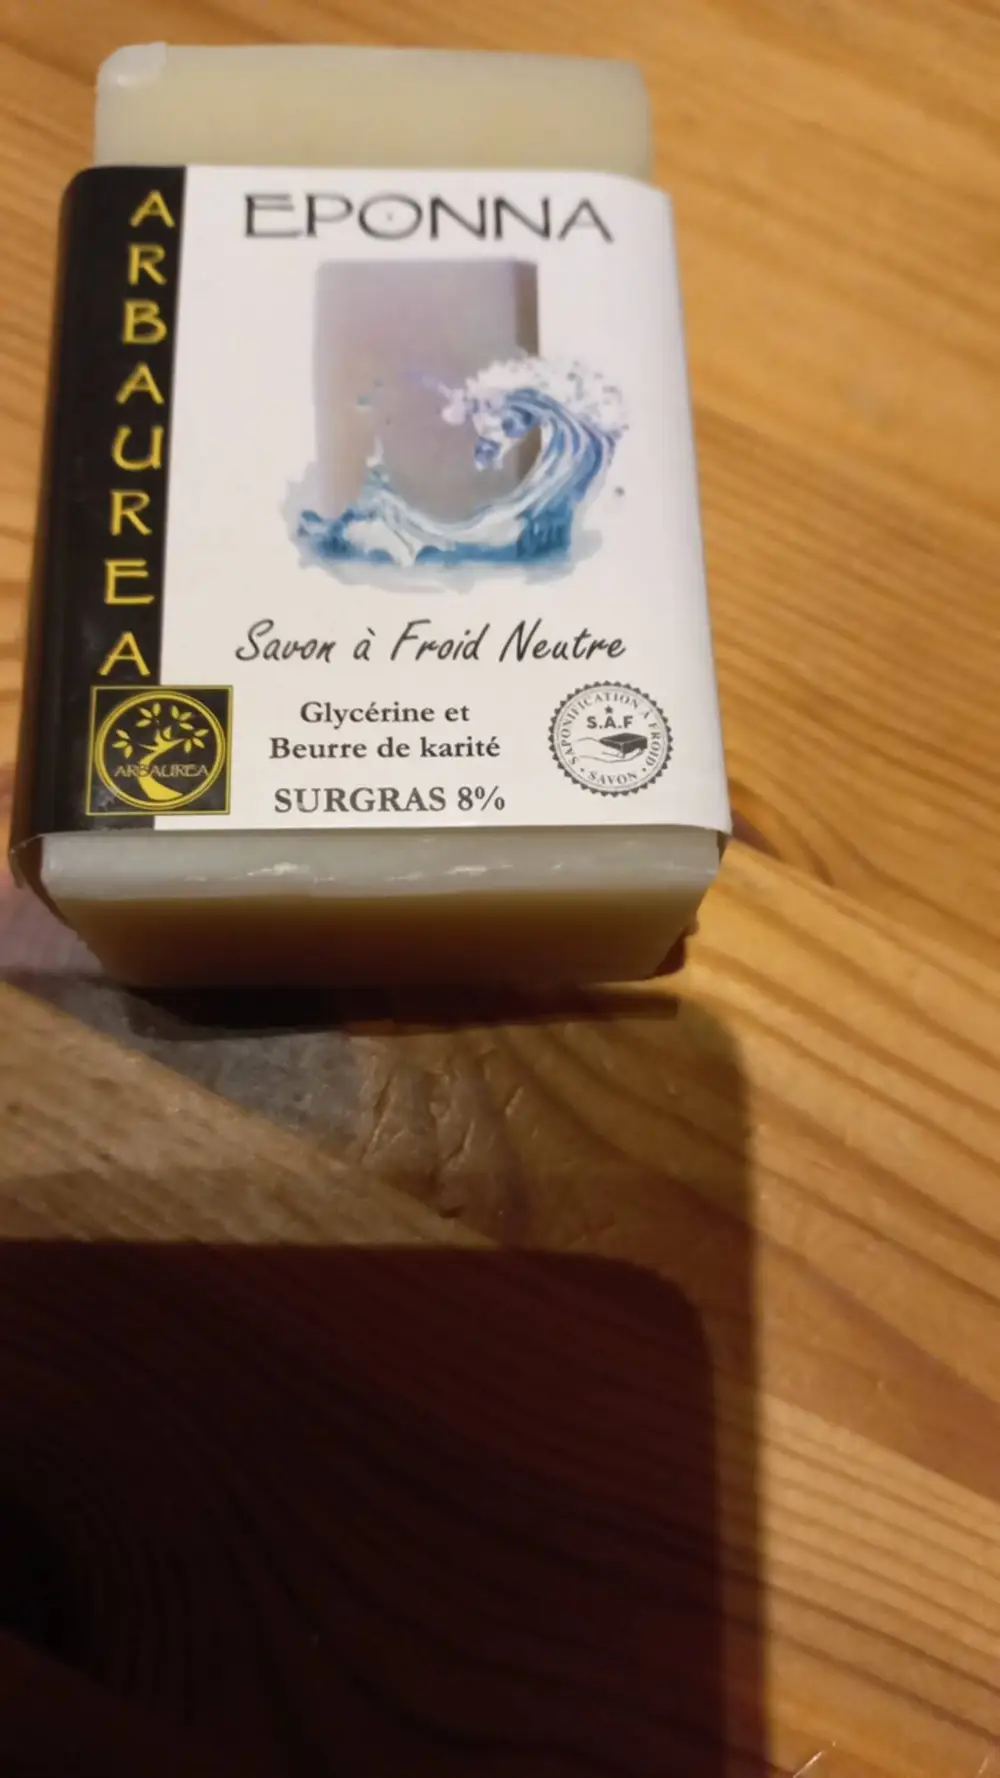 ARBAUREA
EPONNA
Savon à Froid Neutre
Glycérine et
Beurre de karité
SURGRAS 8%
ARBAUREA
SAPONIFICATION À FROID
S.A.F
• SAVON •